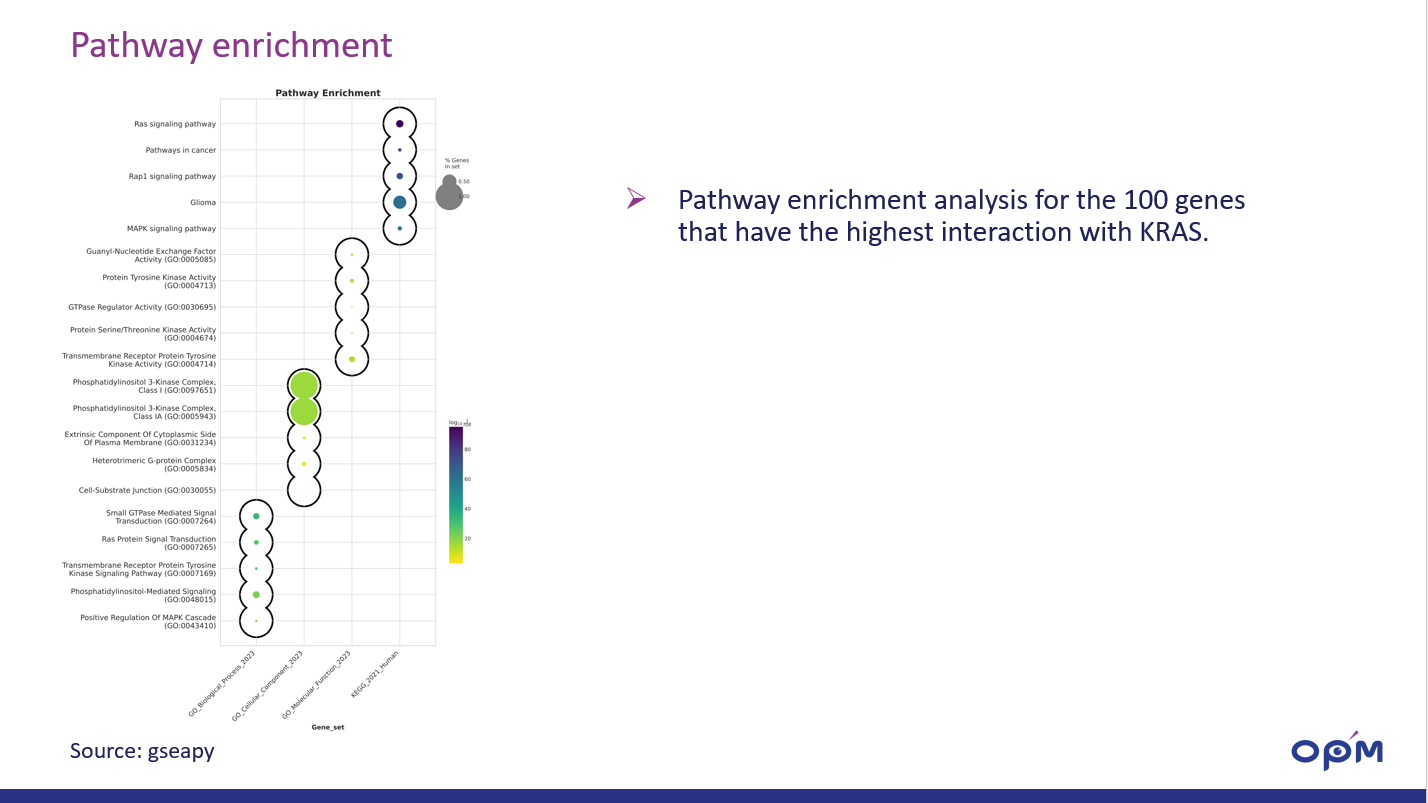 Pathway enrichment
Pathway Enrichment
Ras signaling pathway
Pathways in cancer
Rap1 signaling pathway
Glioma
MAPK signaling pathway
Guanyl-Nucleotide Exchange Factor
Activity (GO:0005085)
Protein Tyrosine Kinase Activity
(GO:0004713)
GTPase Regulator Activity (GO:0030695)
Protein Serine/Threonine Kinase Activity
(GO:0004674)
Transmembrane Receptor Protein Tyrosine
Kinase Activity (GO:0004714)
Phosphatidylinositol 3-Kinase Complex,
Class I (GO:0097651)
Phosphatidylinositol 3-Kinase Complex,
Class IA (GO:0005943)
Extrinsic Component Of Cytoplasmic Side
Of Plasma Membrane (GO:0031234)
Heterotrimeric G-protein Complex
(GO:0005834)
Cell-Substrate Junction (GO:0030055)
Small GTPase Mediated Signal
Transduction (GO:0007264)
Ras Protein Signal Transduction
(GO:0007265)
Transmembrane Receptor Protein Tyrosine
Kinase Signaling Pathway (GO:0007169)
Phosphatidylinositol-Mediated Signaling
(GO:0048015)
Positive Regulation Of MAPK Cascade
(GO:0043410)
GO_Biological_Process_2023
GO_Cellular_Component_2023
GO_Molecular_Function_2023
KEGG_2021_Human
Gene_set
% Genes
in set
0.50
1.00
80
60
40
20
Pathway enrichment analysis for the 100 genes
that have the highest interaction with KRAS.
Source: gseapy
OPM